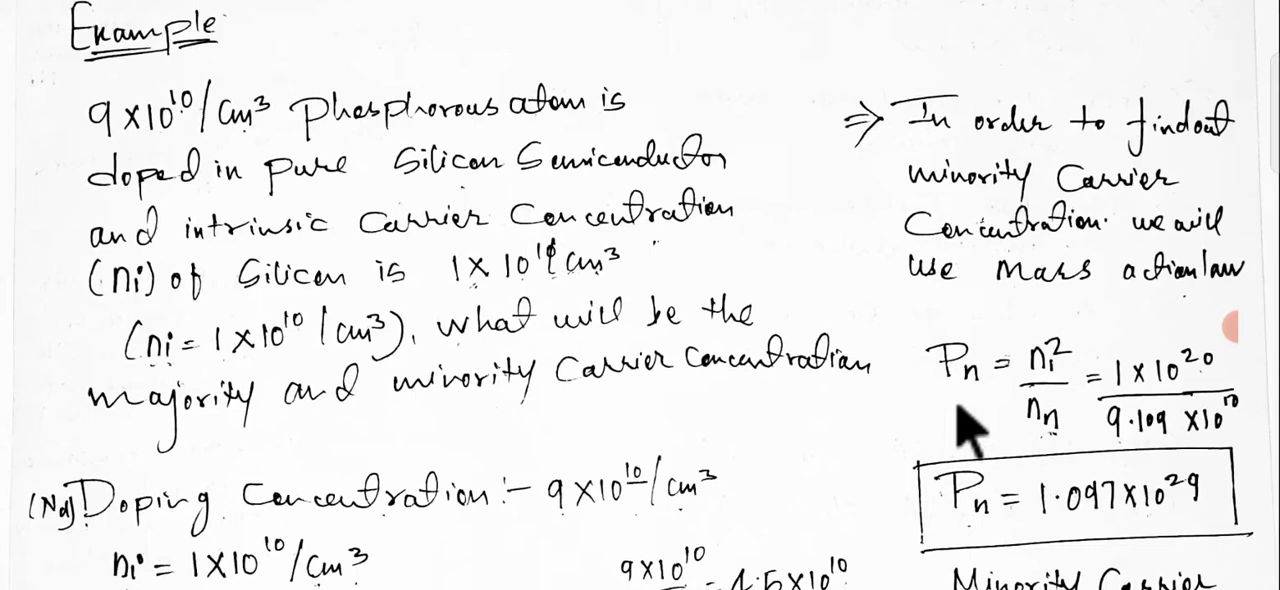 Example
9×10¹⁰/cm³ Phosphorous atom is
doped in pure Silicon Semiconductor
and intrinsic Carrier Concentration
(ni) of Silicon is 1×10¹⁰/cm³
(ni = 1×10¹⁰/cm³), what will be the
majority and minority Carrier Concentration
(Nd) Doping Concentration:- 9×10¹⁰/cm³
ni = 1×10¹⁰/cm³
9×10¹⁰
⇒ In order to findout
minority Carrier
Concentration. we will
use mass action law
Pn = ni²/nn = 1×10²⁰/9.109×10¹⁰
Pn = 1.097×10²⁹
Minority Carrier